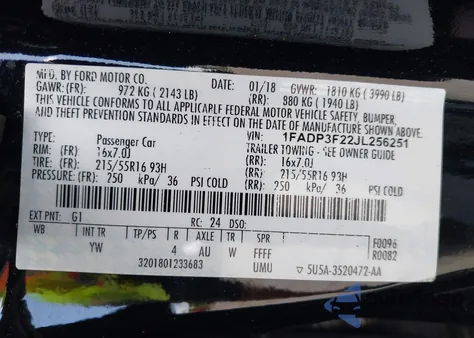 MFD. BY FORD MOTOR CO.
DATE: 01/18 GVWR: 1810 KG ( 3990 LB)
GAWR: (FR): 972 KG ( 2143 LB) (RR): 880 KG ( 1940 LB)
THIS VEHICLE CONFORMS TO ALL APPLICABLE FEDERAL MOTOR VEHICLE SAFETY, BUMPER,
AND THEFT PREVENTION STANDARDS IN EFFECT ON THE DATE OF MANUFACTURE SHOWN ABOVE.
TYPE: Passenger Car VIN: 1FADP3F22JL256251
TRAILER TOWING - SEE OWNER GUIDE
RIM: (FR) 16x7.0J (RR): 16x7.0J
TIRE: (FR) 215/55R16 93H (RR): 215/55R16 93H
PRESSURE: (FR) 250 kPa/ 36 PSI COLD (RR): 250 kPa/ 36 PSI COLD
EXT PNT: G1 RC: 24 DSO: F0096
WB INT TP/PS R AXLE TR SPR R0082
YW 4 AU W FFFF
3201801233683 UMU ▽ 5U5A-3520472-AA